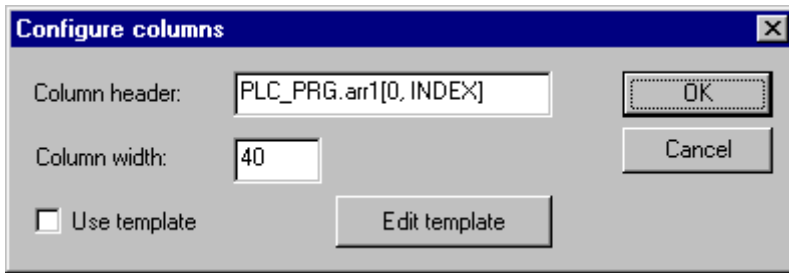 Configure columns
Column header: PLC_PRG.arr1[0, INDEX] OK
Column width: 40 Cancel
Use template Edit template